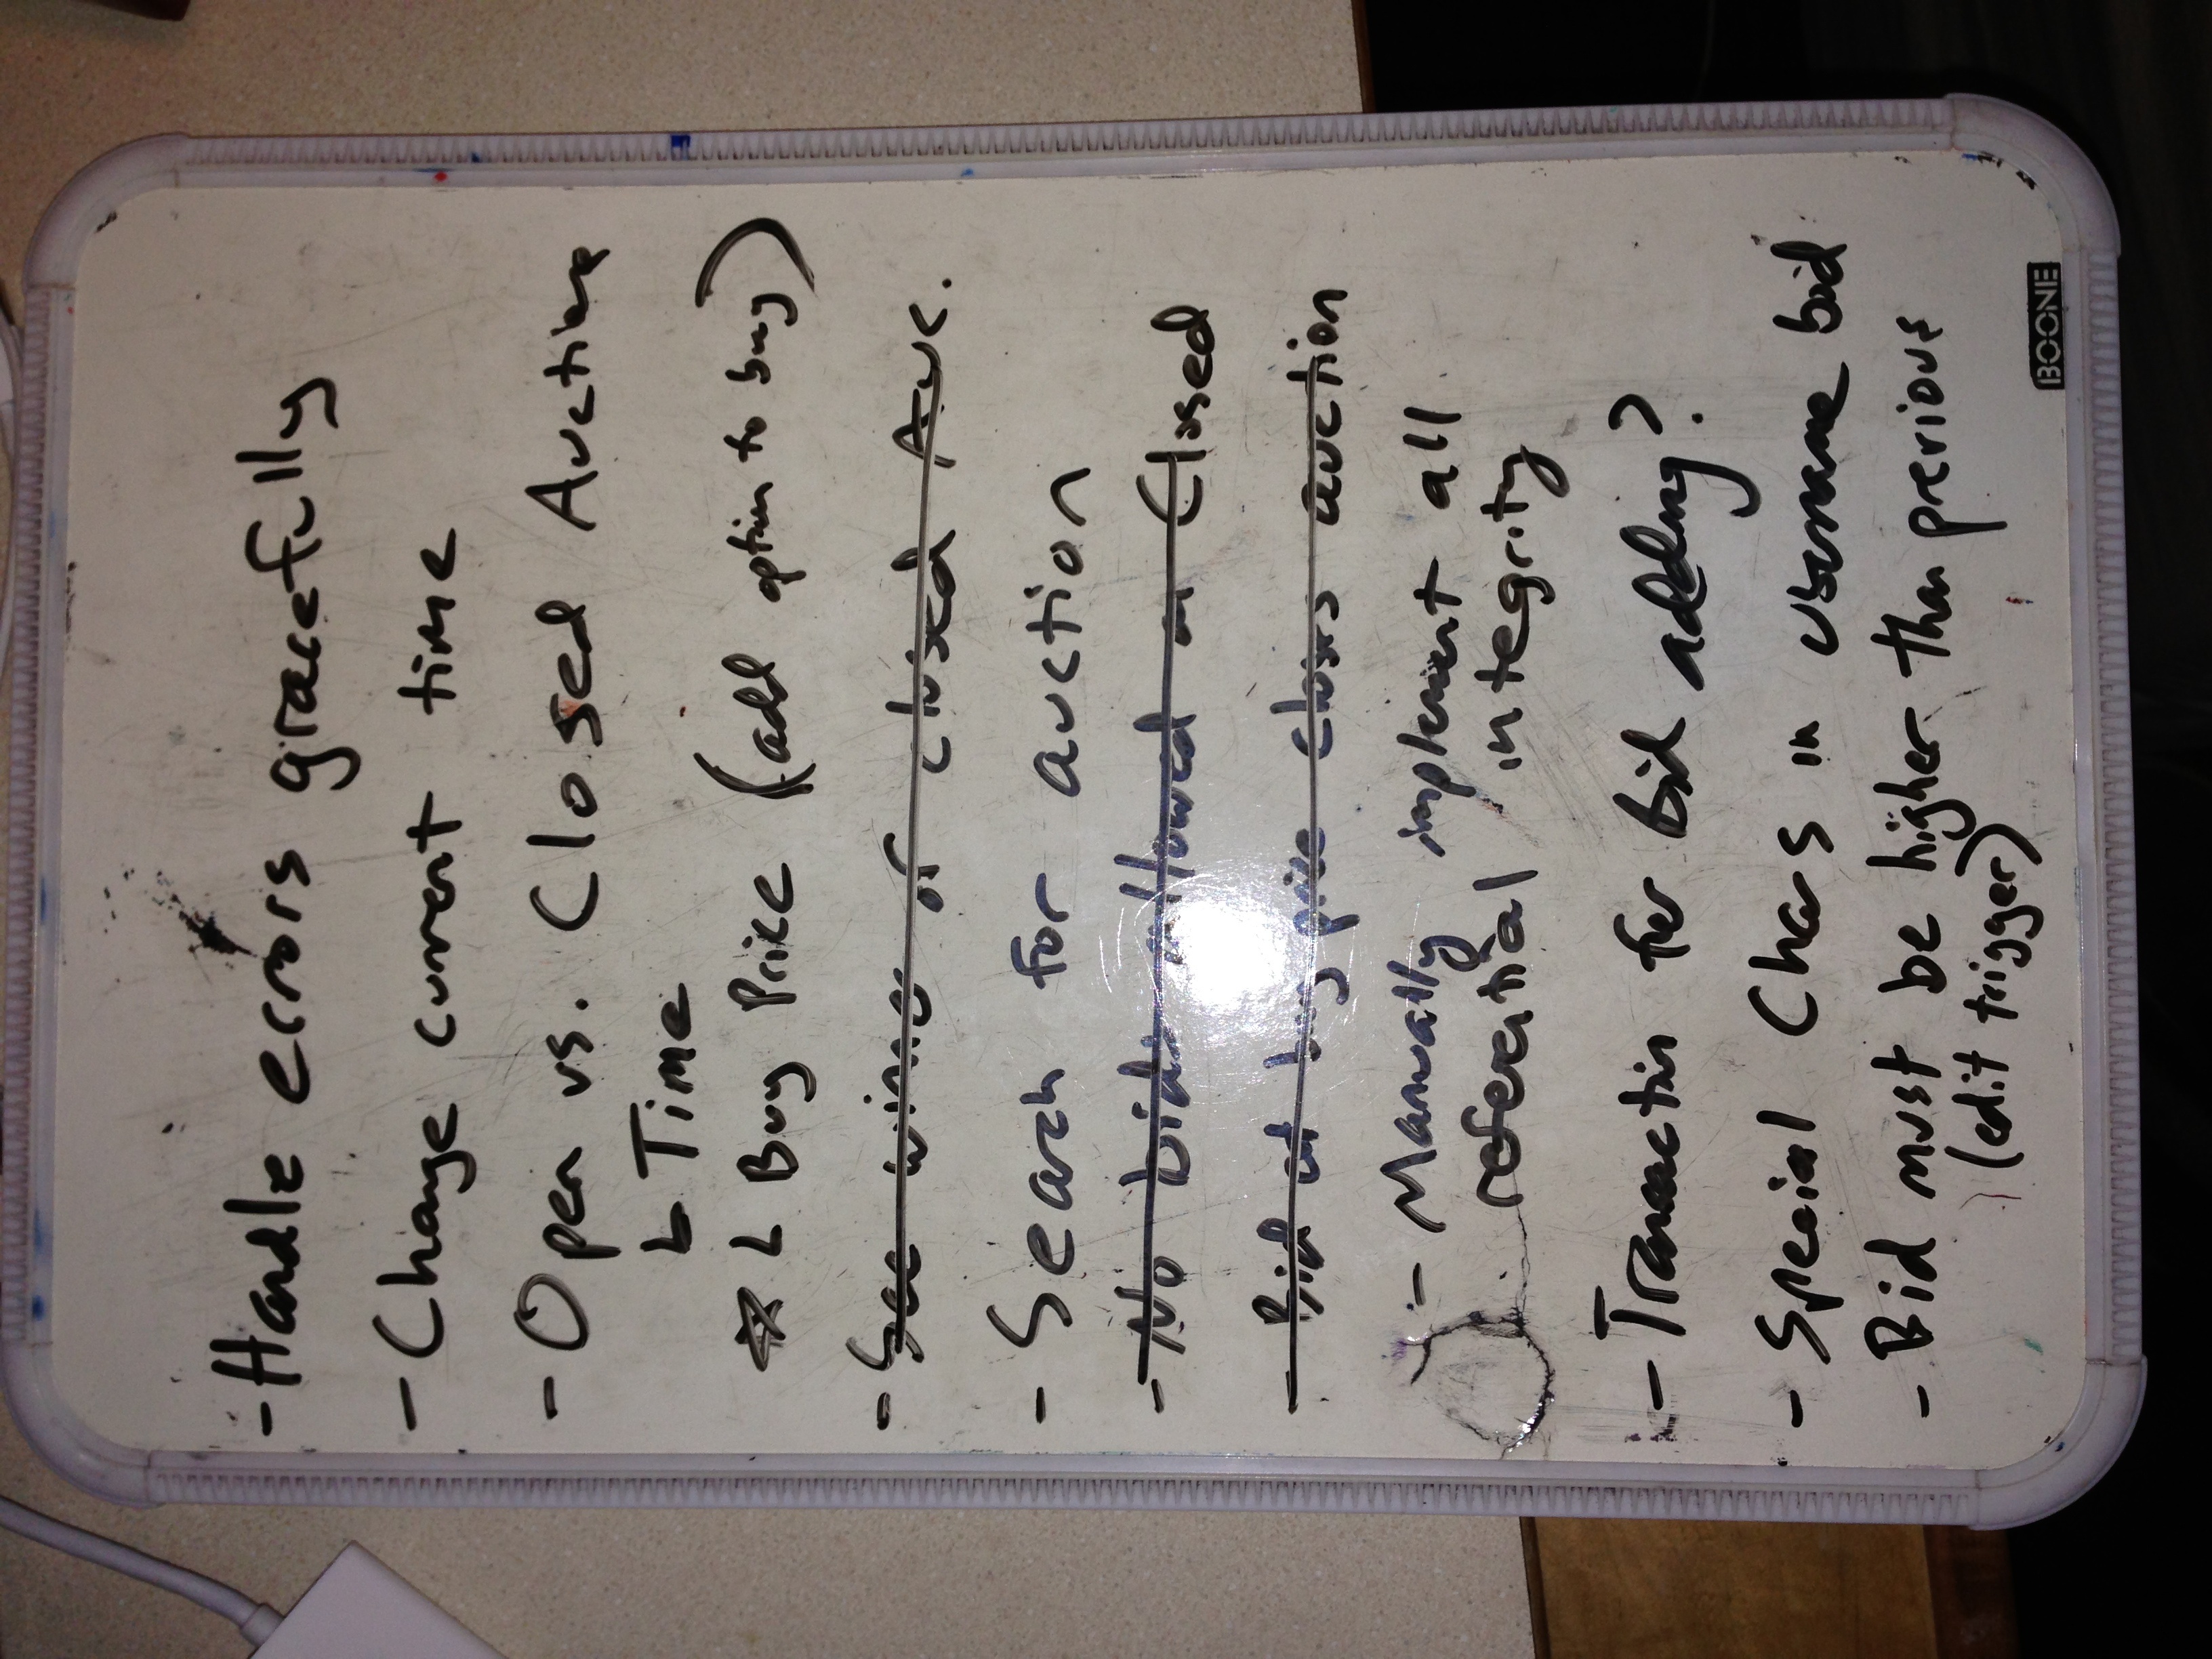 - Handle errors gracefully
- Change current time
- Open vs. Closed Auctions
↳ Time
☆ ↳ Buy Price (add option to buy)
- See winner of closed Auc.
- Search for auction
- No bids allowed on Closed
- Bid at buy price closes auction
- Manually implement all
referential integrity
- Transaction for bid adding?
- Special Chars in username bid
- Bid must be higher than previous
(edit trigger)
BOONE